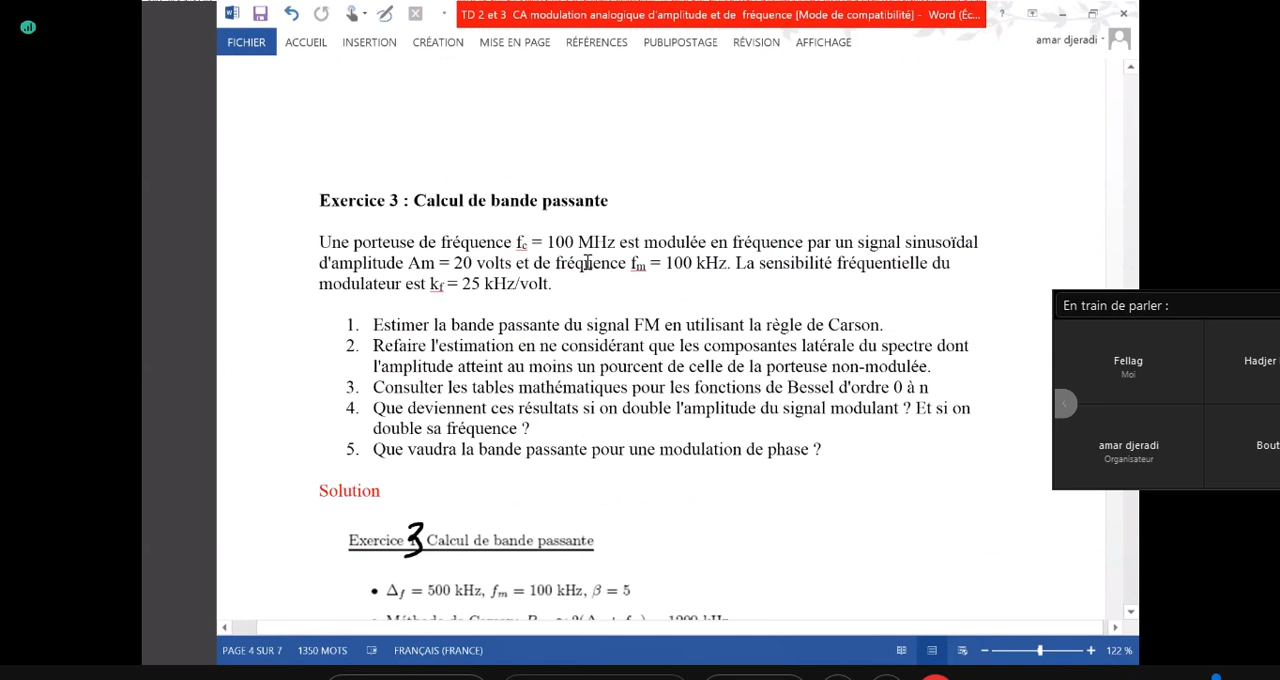 TD 2 et 3 CA modulation analogique d'amplitude et de fréquence [Mode de compatibilité] - Word (Éc...
FICHIER ACCUEIL INSERTION CRÉATION MISE EN PAGE RÉFÉRENCES PUBLIPOSTAGE RÉVISION AFFICHAGE amar djeradi
Exercice 3 : Calcul de bande passante
Une porteuse de fréquence fc = 100 MHz est modulée en fréquence par un signal sinusoïdal
d'amplitude Am = 20 volts et de fréquence fm = 100 kHz. La sensibilité fréquentielle du
modulateur est kf = 25 kHz/volt.
1. Estimer la bande passante du signal FM en utilisant la règle de Carson.
2. Refaire l'estimation en ne considérant que les composantes latérale du spectre dont
l'amplitude atteint au moins un pourcent de celle de la porteuse non-modulée.
3. Consulter les tables mathématiques pour les fonctions de Bessel d'ordre 0 à n
4. Que deviennent ces résultats si on double l'amplitude du signal modulant ? Et si on
double sa fréquence ?
5. Que vaudra la bande passante pour une modulation de phase ?
Solution
Exercice 3 Calcul de bande passante
• Δf = 500 kHz, fm = 100 kHz, β = 5
En train de parler :
Fellag
Moi
Hadjer
amar djeradi
Organisateur
Bout
PAGE 4 SUR 7 1350 MOTS FRANÇAIS (FRANCE) 122 %